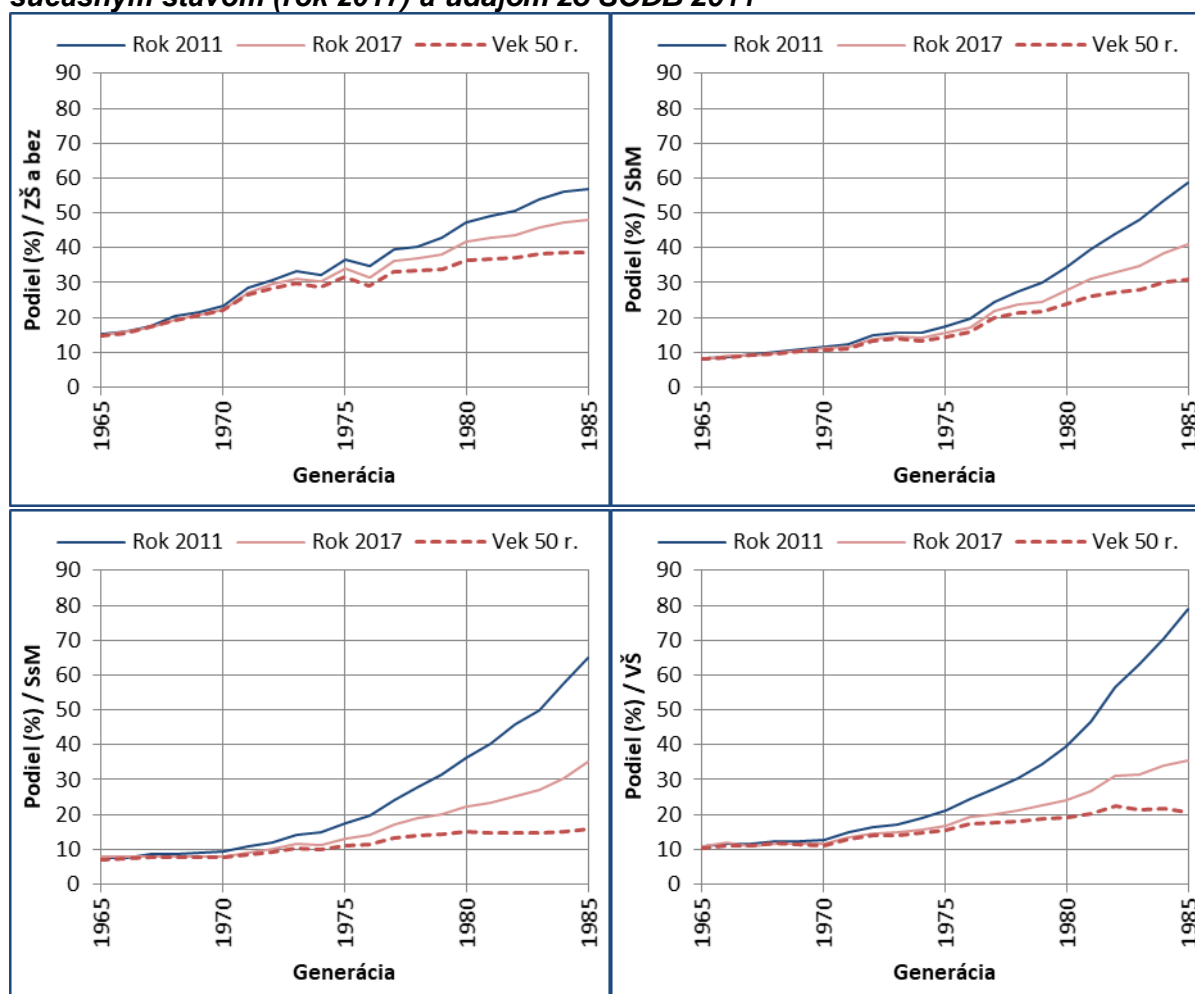 súčasným stavom (rok 2017) a údajom zo SODB 2011
Rok 2011 Rok 2017 Vek 50 r.
90
80
70
60
50
40
30
20
10
0
Podiel (%) / ZŠ a bez
1965 1970 1975 1980 1985
Generácia
Rok 2011 Rok 2017 Vek 50 r.
90
80
70
60
50
40
30
20
10
0
Podiel (%) / SbM
1965 1970 1975 1980 1985
Generácia
Rok 2011 Rok 2017 Vek 50 r.
90
80
70
60
50
40
30
20
10
0
Podiel (%) / SsM
1965 1970 1975 1980 1985
Generácia
Rok 2011 Rok 2017 Vek 50 r.
90
80
70
60
50
40
30
20
10
0
Podiel (%) / VŠ
1965 1970 1975 1980 1985
Generácia